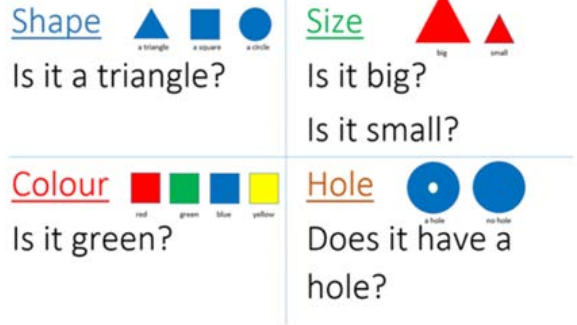 Shape
a triangle a square a circle
Is it a triangle?
Size
big small
Is it big?
Is it small?
Colour
red green blue yellow
Is it green?
Hole
a hole no hole
Does it have a
hole?